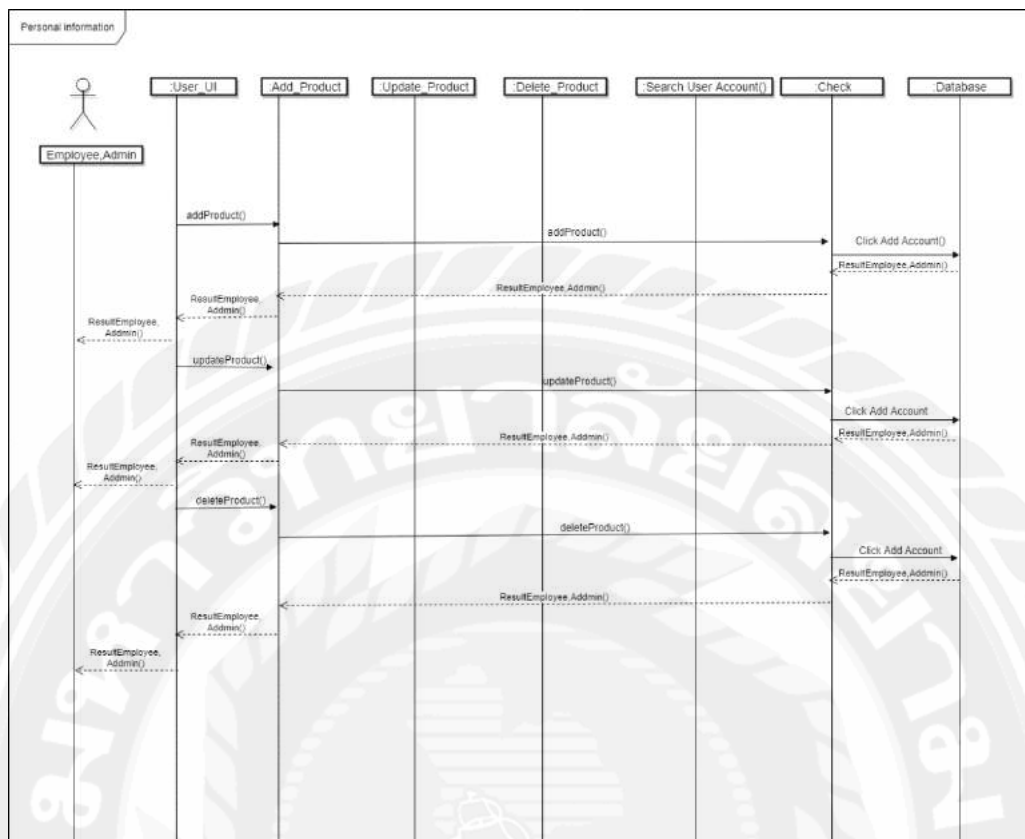 Personal information
:User_UI
:Add_Product
:Update_Product
:Delete_Product
:Search User Account()
:Check
:Database
Employee,Admin
addProduct()
addProduct()
Click Add Account()
ResultEmployee,Addmin()
ResultEmployee,Addmin()
ResultEmployee,
Addmin()
ResultEmployee,
Addmin()
updateProduct()
updateProduct()
Click Add Account
ResultEmployee,Addmin()
ResultEmployee,Addmin()
ResultEmployee,
Addmin()
ResultEmployee,
Addmin()
deleteProduct()
deleteProduct()
Click Add Account
ResultEmployee,Addmin()
ResultEmployee,Addmin()
ResultEmployee,
Addmin()
ResultEmployee,
Addmin()